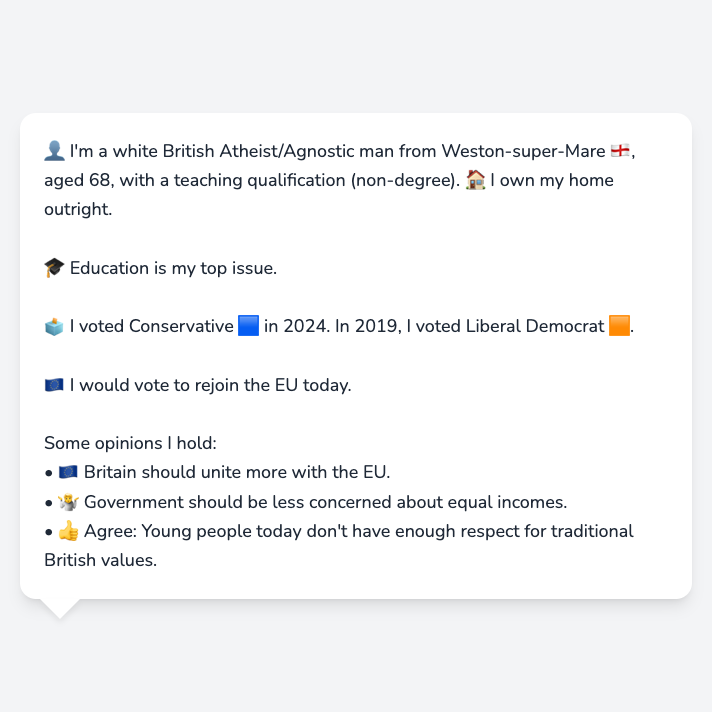 👤 I'm a white British Atheist/Agnostic man from Weston-super-Mare 🏴󠁧󠁢󠁥󠁮󠁧󠁿,
aged 68, with a teaching qualification (non-degree). 🏠 I own my home
outright.
🎓 Education is my top issue.
🗳️ I voted Conservative 🟦 in 2024. In 2019, I voted Liberal Democrat 🟧.
🇪🇺 I would vote to rejoin the EU today.
Some opinions I hold:
• 🇪🇺 Britain should unite more with the EU.
• 🤷 Government should be less concerned about equal incomes.
• 👍 Agree: Young people today don't have enough respect for traditional
British values.